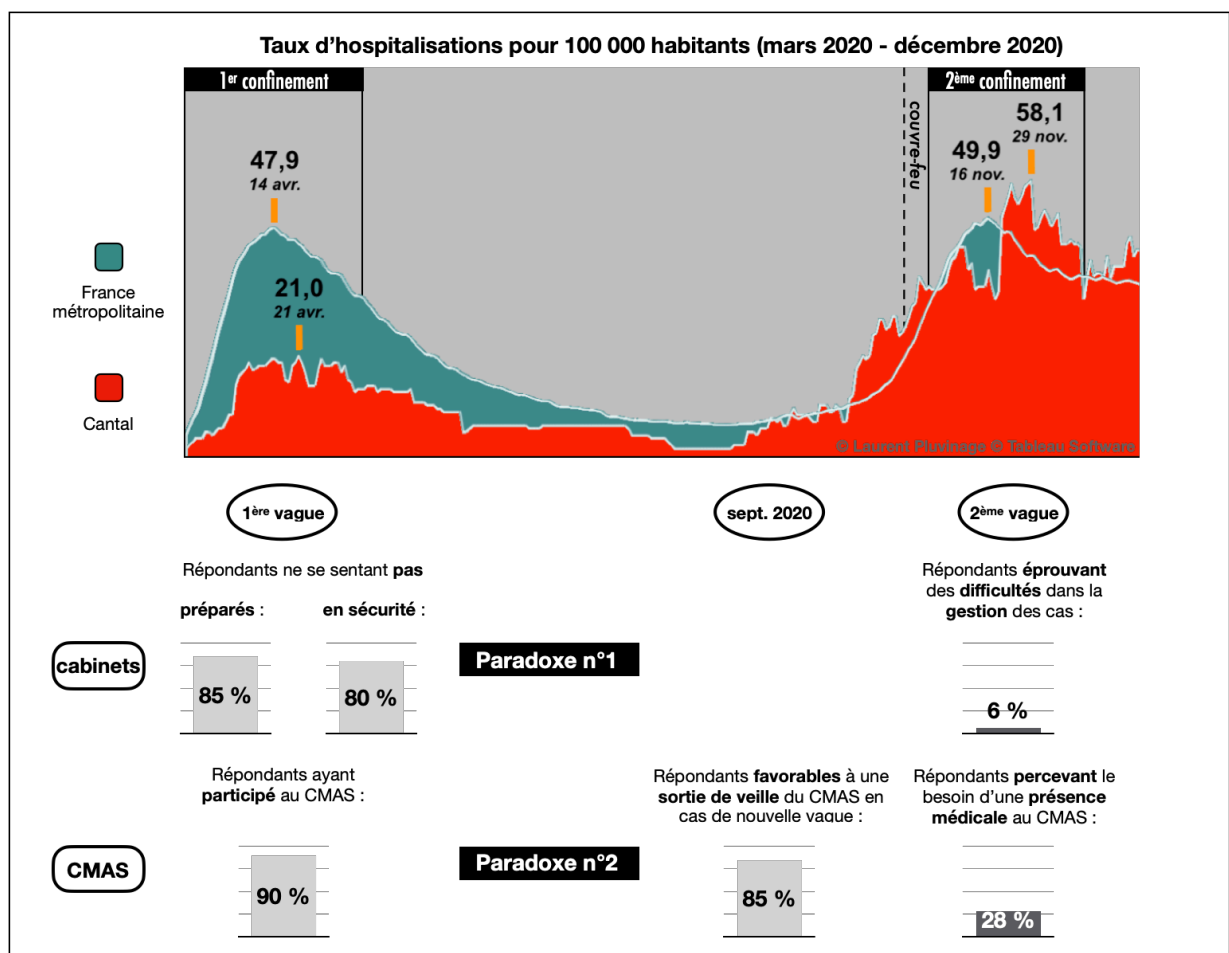 Taux d’hospitalisations pour 100 000 habitants (mars 2020 - décembre 2020)
1er confinement
2ème confinement
couvre-feu
47,9
14 avr.
21,0
21 avr.
49,9
16 nov.
58,1
29 nov.
France
métropolitaine
Cantal
© Laurent Pluvinage © Tableau Software
1ère vague
sept. 2020
2ème vague
Répondants ne se sentant pas
préparés :
en sécurité :
Répondants éprouvant
des difficultés dans la
gestion des cas :
cabinets
85 %
80 %
Paradoxe n°1
6 %
Répondants ayant
participé au CMAS :
Répondants favorables à une
sortie de veille du CMAS en
cas de nouvelle vague :
Répondants percevant le
besoin d’une présence
médicale au CMAS :
CMAS
90 %
Paradoxe n°2
85 %
28 %